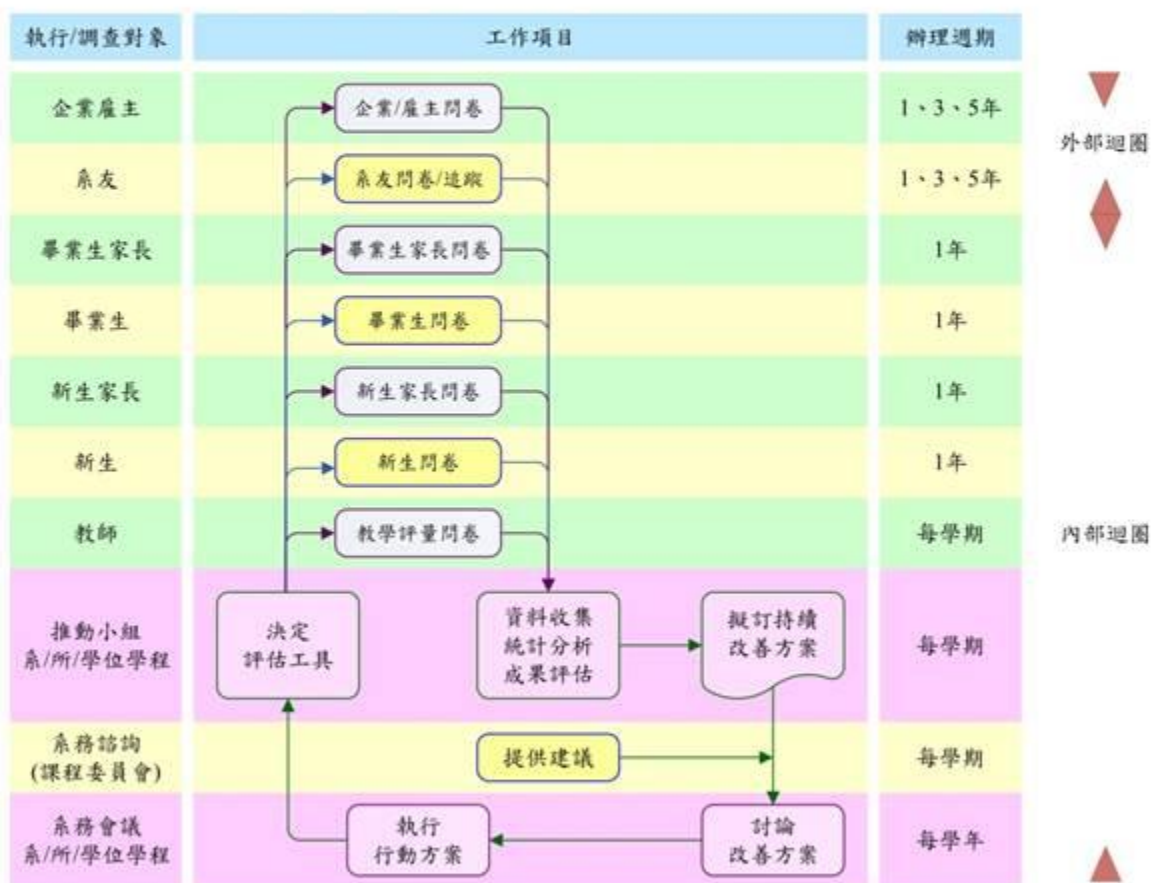 執行/調查對象
工作項目
辦理週期
企業雇主
企業/雇主問卷
1、3、5年
外部迴圈
系友
系友問卷/追蹤
1、3、5年
畢業生家長
畢業生家長問卷
1年
畢業生
畢業生問卷
1年
新生家長
新生家長問卷
1年
新生
新生問卷
1年
教師
教學評量問卷
每學期
內部迴圈
推動小組
系/所/學位學程
決定
評估工具
資料收集
統計分析
成果評估
擬訂持續
改善方案
每學期
系務諮詢
(課程委員會)
提供建議
每學期
系務會議
系/所/學位學程
執行
行動方案
討論
改善方案
每學年